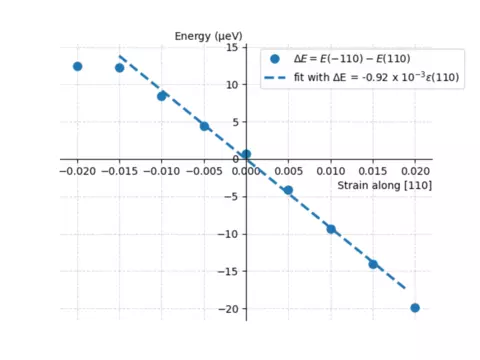 Energy (μeV)
15
ΔE = E(−110) − E(110)
fit with ΔE = -0.92 x 10⁻³ε(110)
10
5
0
−0.020 −0.015 −0.010 −0.005 0.000 0.005 0.010 0.015 0.020
Strain along [110]
−5
−10
−15
−20